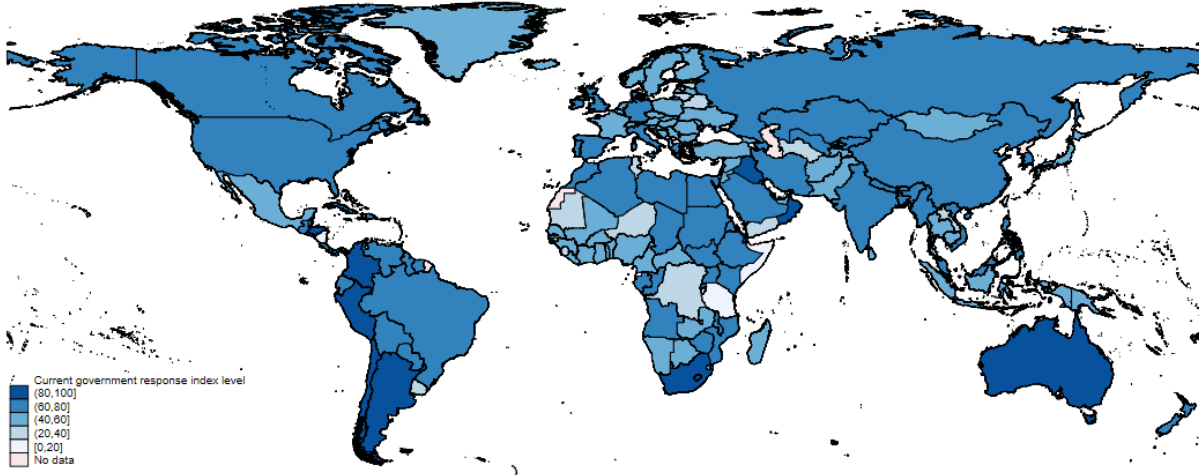 Current government response index level
(80,100]
(60,80]
(40,60]
(20,40]
[0,20]
No data